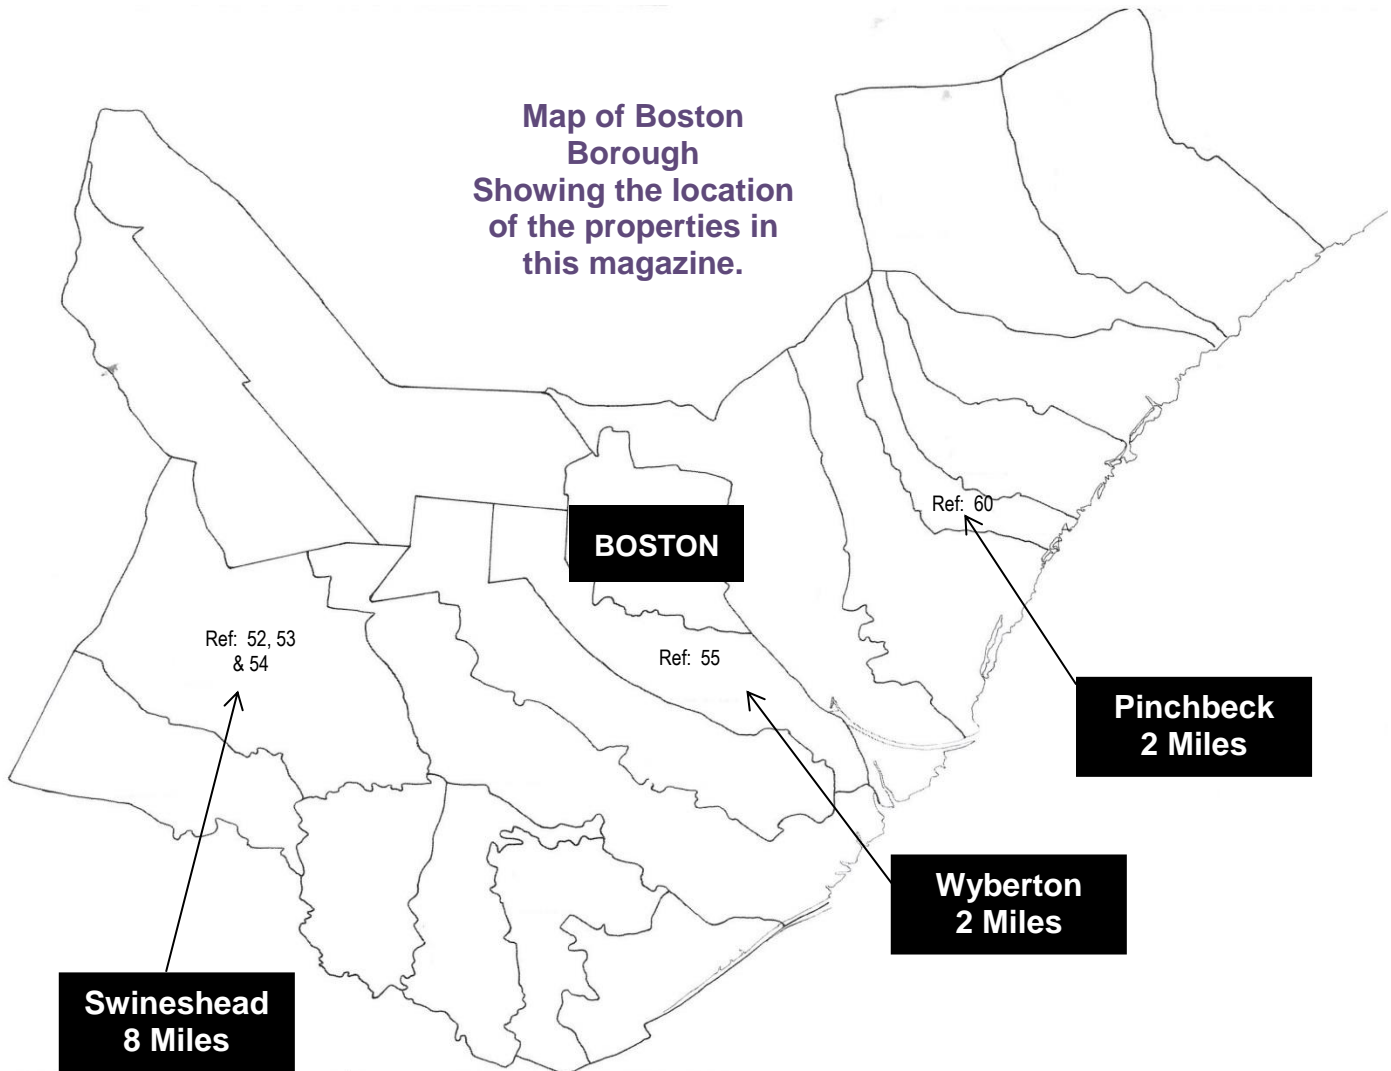 Map of Boston
Borough
Showing the location
of the properties in
this magazine.
Ref: 60
BOSTON
Ref: 52, 53
& 54
Ref: 55
Pinchbeck
2 Miles
Wyberton
2 Miles
Swineshead
8 Miles